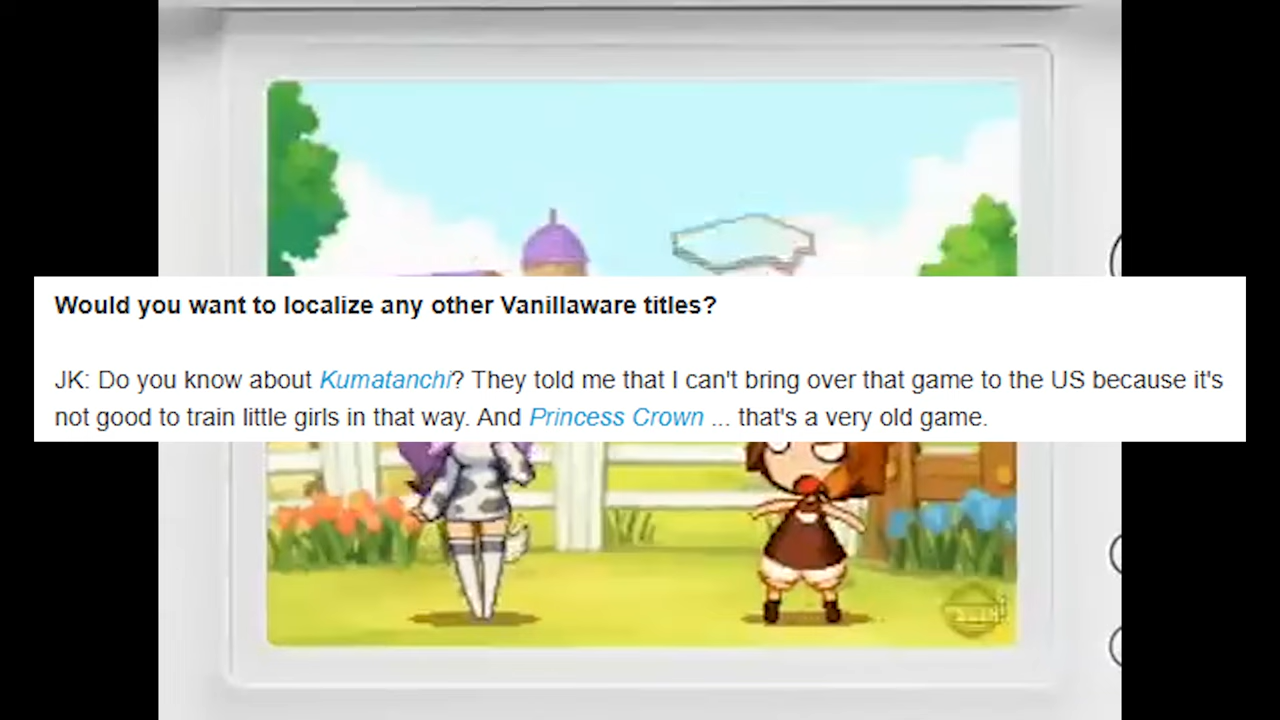 Would you want to localize any other Vanillaware titles?
JK: Do you know about Kumatanchi? They told me that I can't bring over that game to the US because it's
not good to train little girls in that way. And Princess Crown ... that's a very old game.